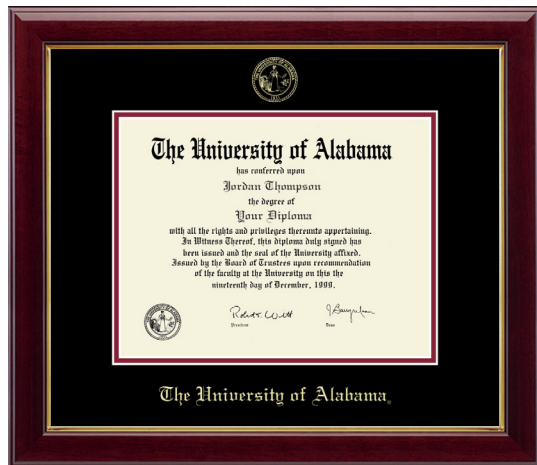 The University of Alabama
has conferred upon
Jordan Thompson
the degree of
Your Diploma
with all the rights and privileges thereunto appertaining.
In Witness Thereof, this diploma duly signed has
been issued and the seal of the University affixed.
Issued by the Board of Trustees upon recommendation
of the faculty at the University on this the
nineteenth day of December, 1999.
Robert E. Witt
President
Dean
The University of Alabama®